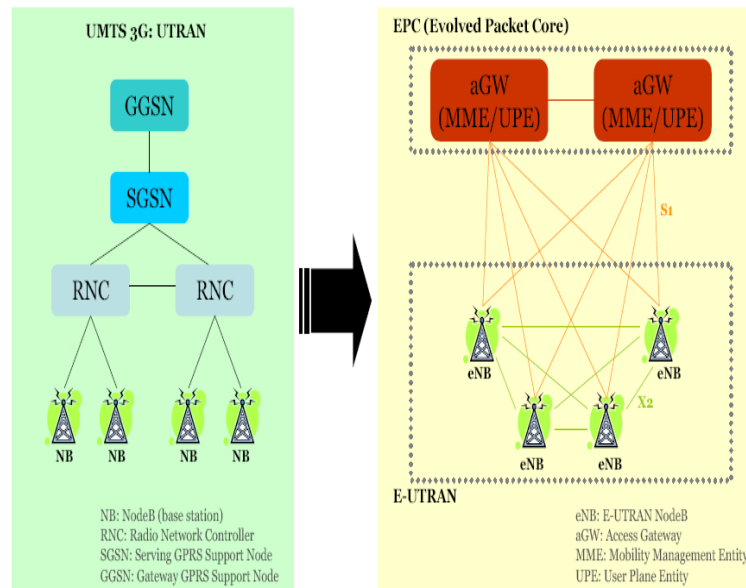 UMTS 3G: UTRAN
GGSN
SGSN
RNC
RNC
NB
NB
NB
NB
NB: NodeB (base station)
RNC: Radio Network Controller
SGSN: Serving GPRS Support Node
GGSN: Gateway GPRS Support Node
EPC (Evolved Packet Core)
aGW
(MME/UPE)
aGW
(MME/UPE)
S1
eNB
eNB
X2
eNB
eNB
E-UTRAN
eNB: E-UTRAN NodeB
aGW: Access Gateway
MME: Mobility Management Entity
UPE: User Plane Entity